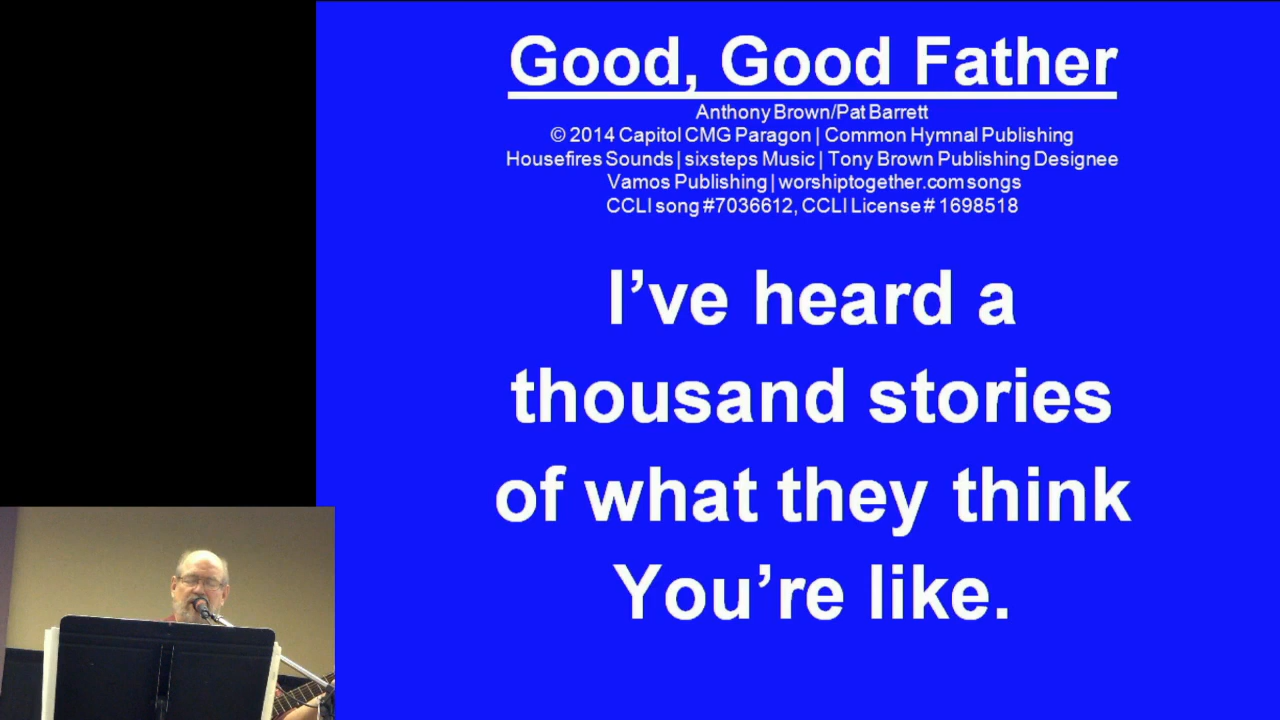 Good, Good Father
Anthony Brown/Pat Barrett
© 2014 Capitol CMG Paragon | Common Hymnal Publishing
Housefires Sounds | sixsteps Music | Tony Brown Publishing Designee
Vamos Publishing | worshiptogether.com songs
CCLI song #7036612, CCLI License # 1698518
I’ve heard a
thousand stories
of what they think
You’re like.